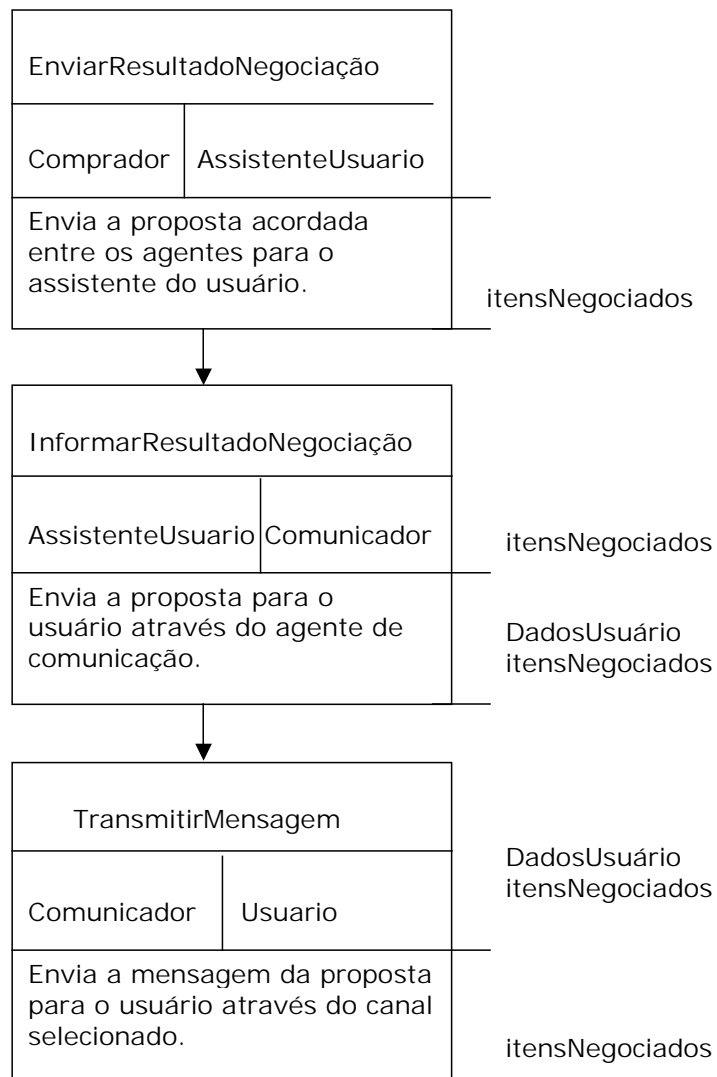 EnviarResultadoNegociação
Comprador AssistenteUsuario
Envia a proposta acordada
entre os agentes para o
assistente do usuário.
itensNegociados
InformarResultadoNegociação
AssistenteUsuario Comunicador
itensNegociados
Envia a proposta para o
usuário através do agente de
comunicação.
DadosUsuário
itensNegociados
TransmitirMensagem
DadosUsuário
itensNegociados
Comunicador Usuario
Envia a mensagem da proposta
para o usuário através do canal
selecionado.
itensNegociados